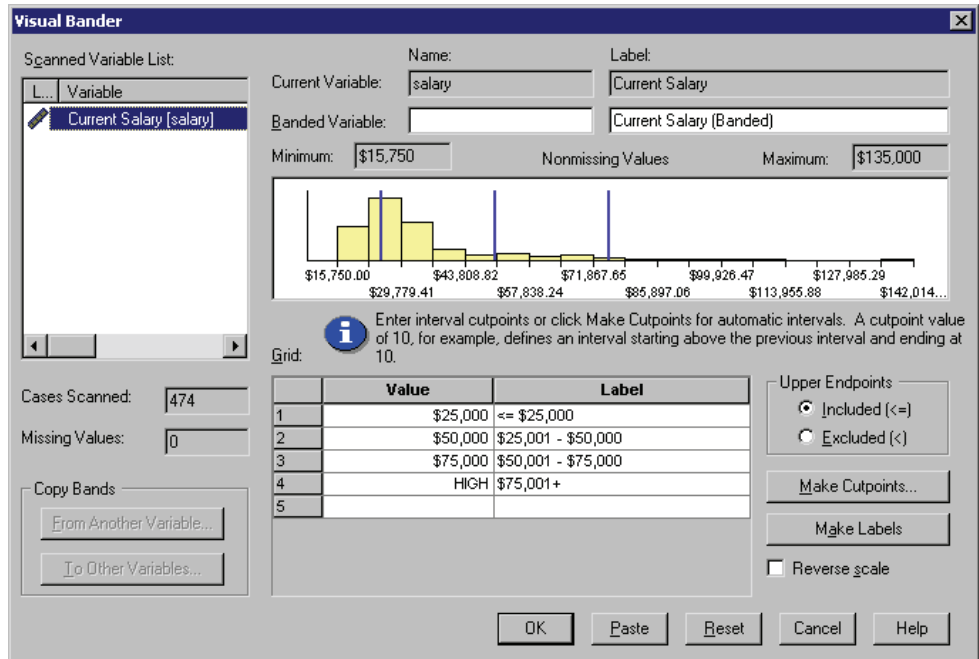 Visual Bander
Scanned Variable List:
L... Variable
Current Salary [salary]
Cases Scanned: 474
Missing Values: 0
Copy Bands
From Another Variable...
To Other Variables...
Name: Label:
Current Variable: salary Current Salary
Banded Variable: Current Salary (Banded)
Minimum: $15,750 Nonmissing Values Maximum: $135,000
$15,750.00 $43,808.82 $71,867.65 $99,926.47 $127,985.29
$29,779.41 $57,838.24 $85,897.06 $113,955.88 $142,014...
Enter interval cutpoints or click Make Cutpoints for automatic intervals. A cutpoint value
of 10, for example, defines an interval starting above the previous interval and ending at
10.
Grid:
Value Label
1 $25,000 <= $25,000
2 $50,000 $25,001 - $50,000
3 $75,000 $50,001 - $75,000
4 HIGH $75,001+
5
Upper Endpoints
Included (<=)
Excluded (<)
Make Cutpoints...
Make Labels
Reverse scale
OK Paste Reset Cancel Help